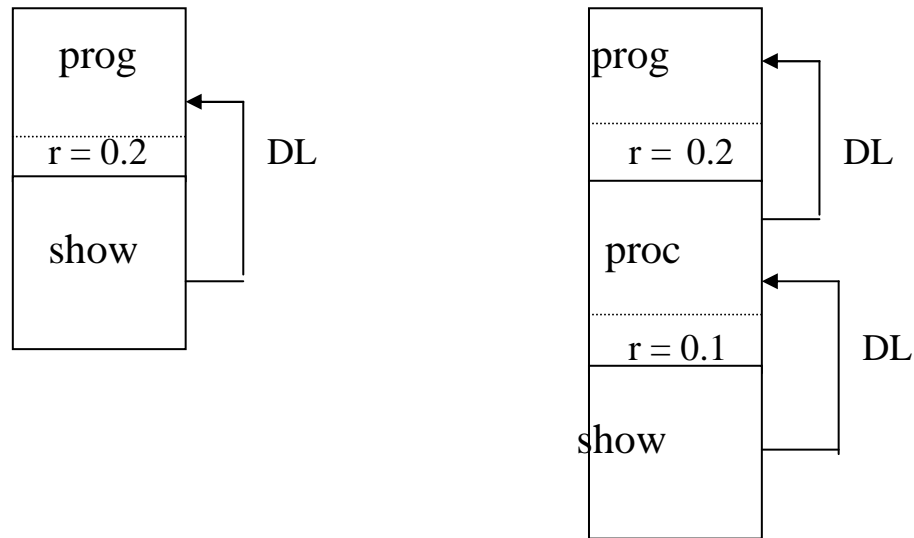 prog
r = 0.2
DL
show
prog
r = 0.2
DL
proc
r = 0.1
DL
show